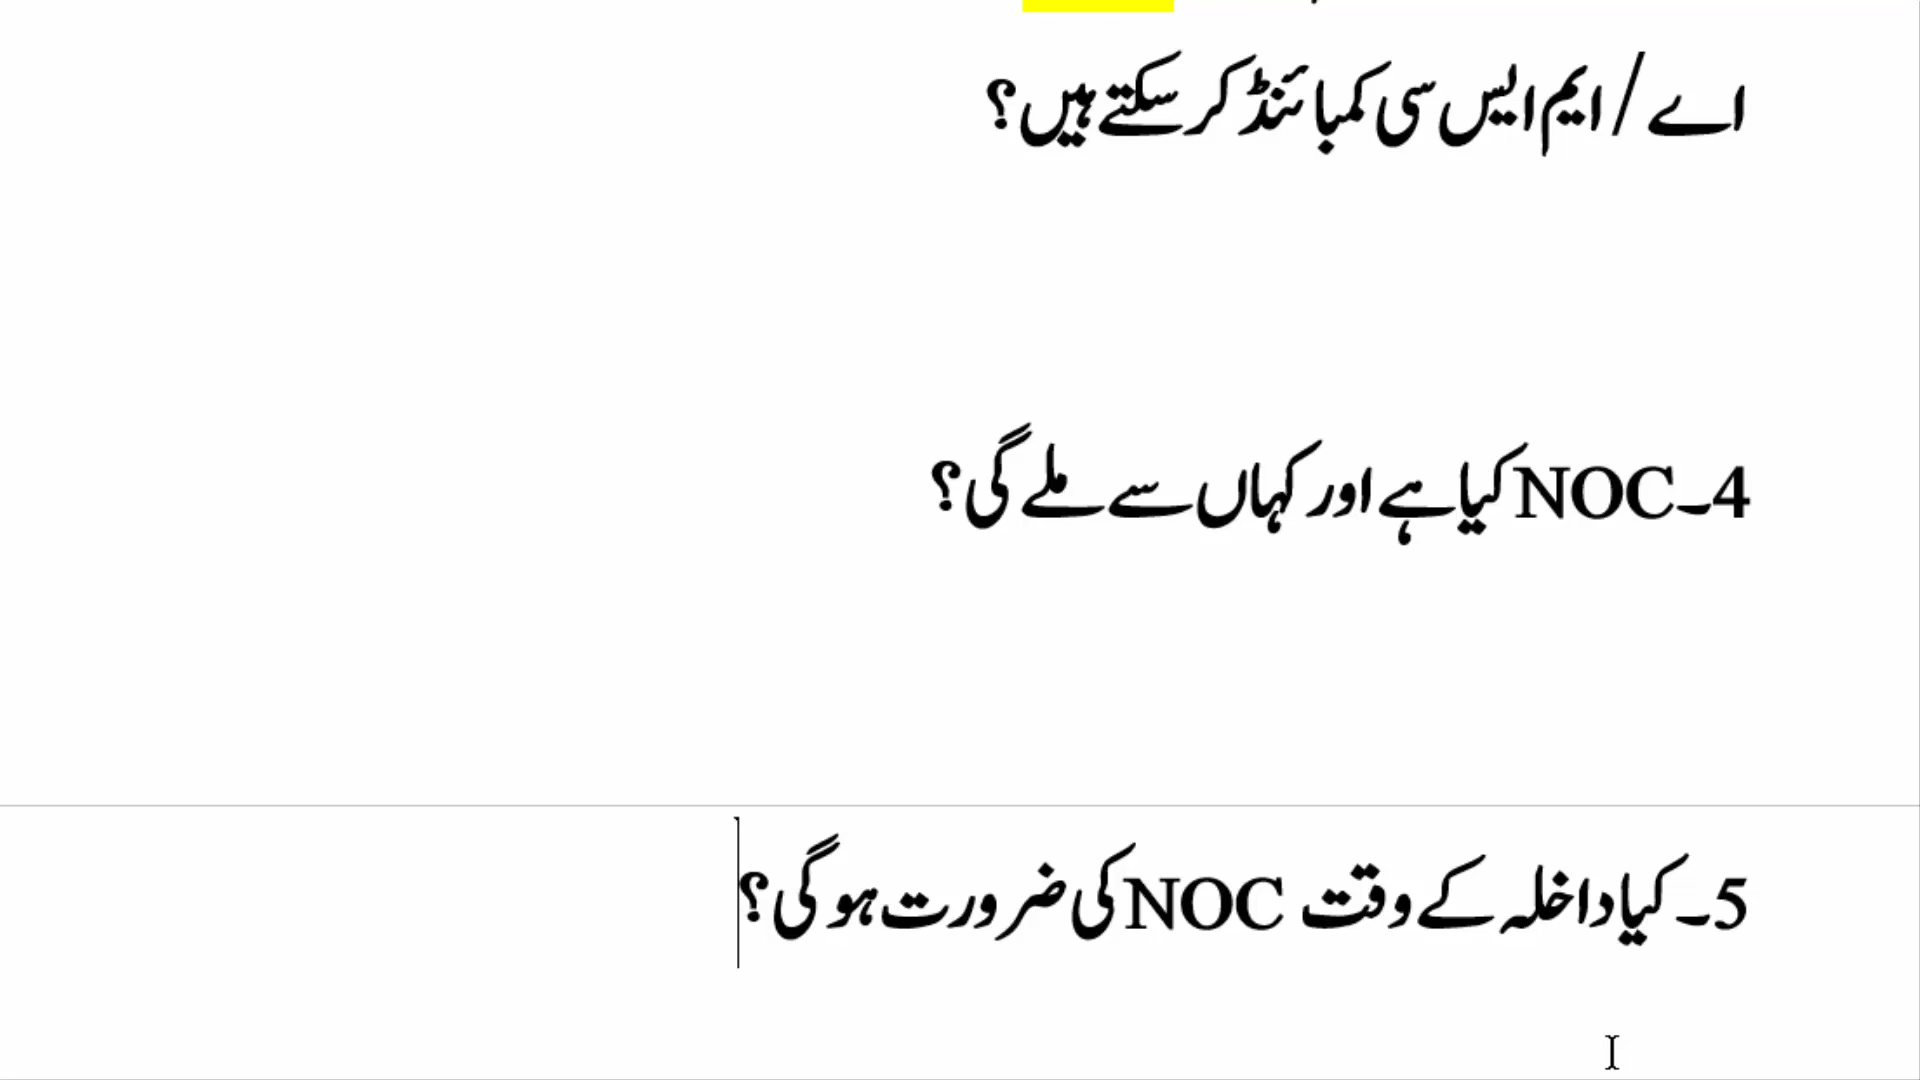 اے / ایم ایس سی کمبائنڈ کر سکتے ہیں؟
4۔NOC کیا ہے اور کہاں سے ملے گی؟
5۔ کیا داخلہ کے وقت NOC کی ضرورت ہو گی؟